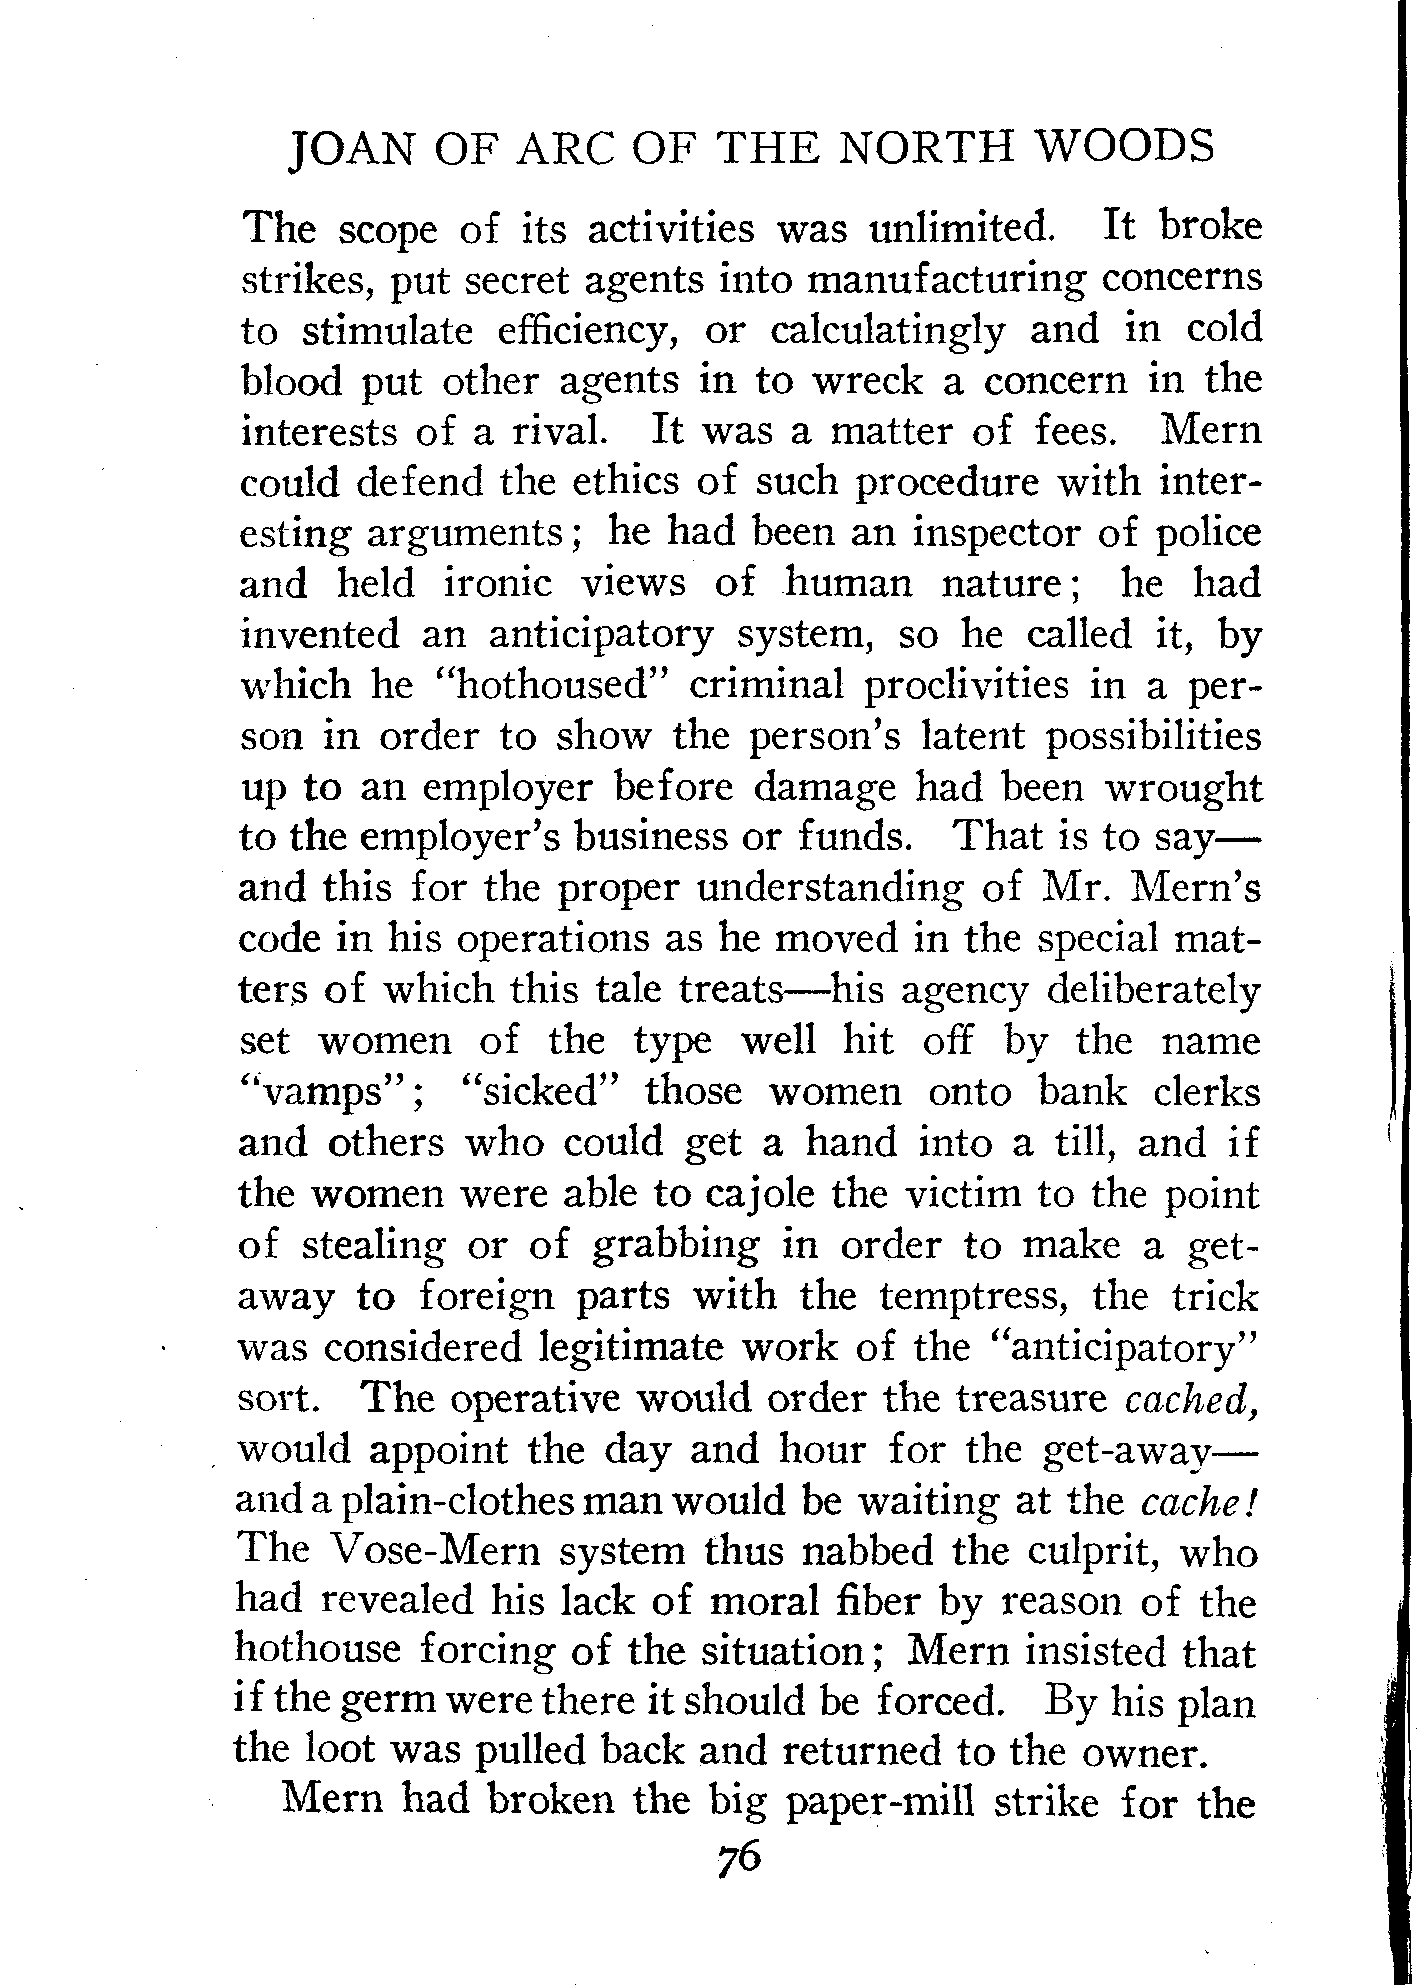 JOAN OF ARC OF THE NORTH WOODS
The scope of its activities was unlimited. It broke
strikes, put secret agents into manufacturing concerns
to stimulate efficiency, or calculatingly and in cold
blood put other agents in to wreck a concern in the
interests of a rival. It was a matter of fees. Mern
could defend the ethics of such procedure with inter-
esting arguments; he had been an inspector of police
and held ironic views of human nature; he had
invented an anticipatory system, so he called it, by
which he "hothoused" criminal proclivities in a per-
son in order to show the person's latent possibilities
up to an employer before damage had been wrought
to the employer's business or funds. That is to say—
and this for the proper understanding of Mr. Mern's
code in his operations as he moved in the special mat-
ters of which this tale treats—his agency deliberately
set women of the type well hit off by the name
"vamps"; "sicked" those women onto bank clerks
and others who could get a hand into a till, and if
the women were able to cajole the victim to the point
of stealing or of grabbing in order to make a get-
away to foreign parts with the temptress, the trick
was considered legitimate work of the "anticipatory"
sort. The operative would order the treasure cached,
would appoint the day and hour for the get-away—
and a plain-clothes man would be waiting at the cache!
The Vose-Mern system thus nabbed the culprit, who
had revealed his lack of moral fiber by reason of the
hothouse forcing of the situation; Mern insisted that
if the germ were there it should be forced. By his plan
the loot was pulled back and returned to the owner.
Mern had broken the big paper-mill strike for the
76